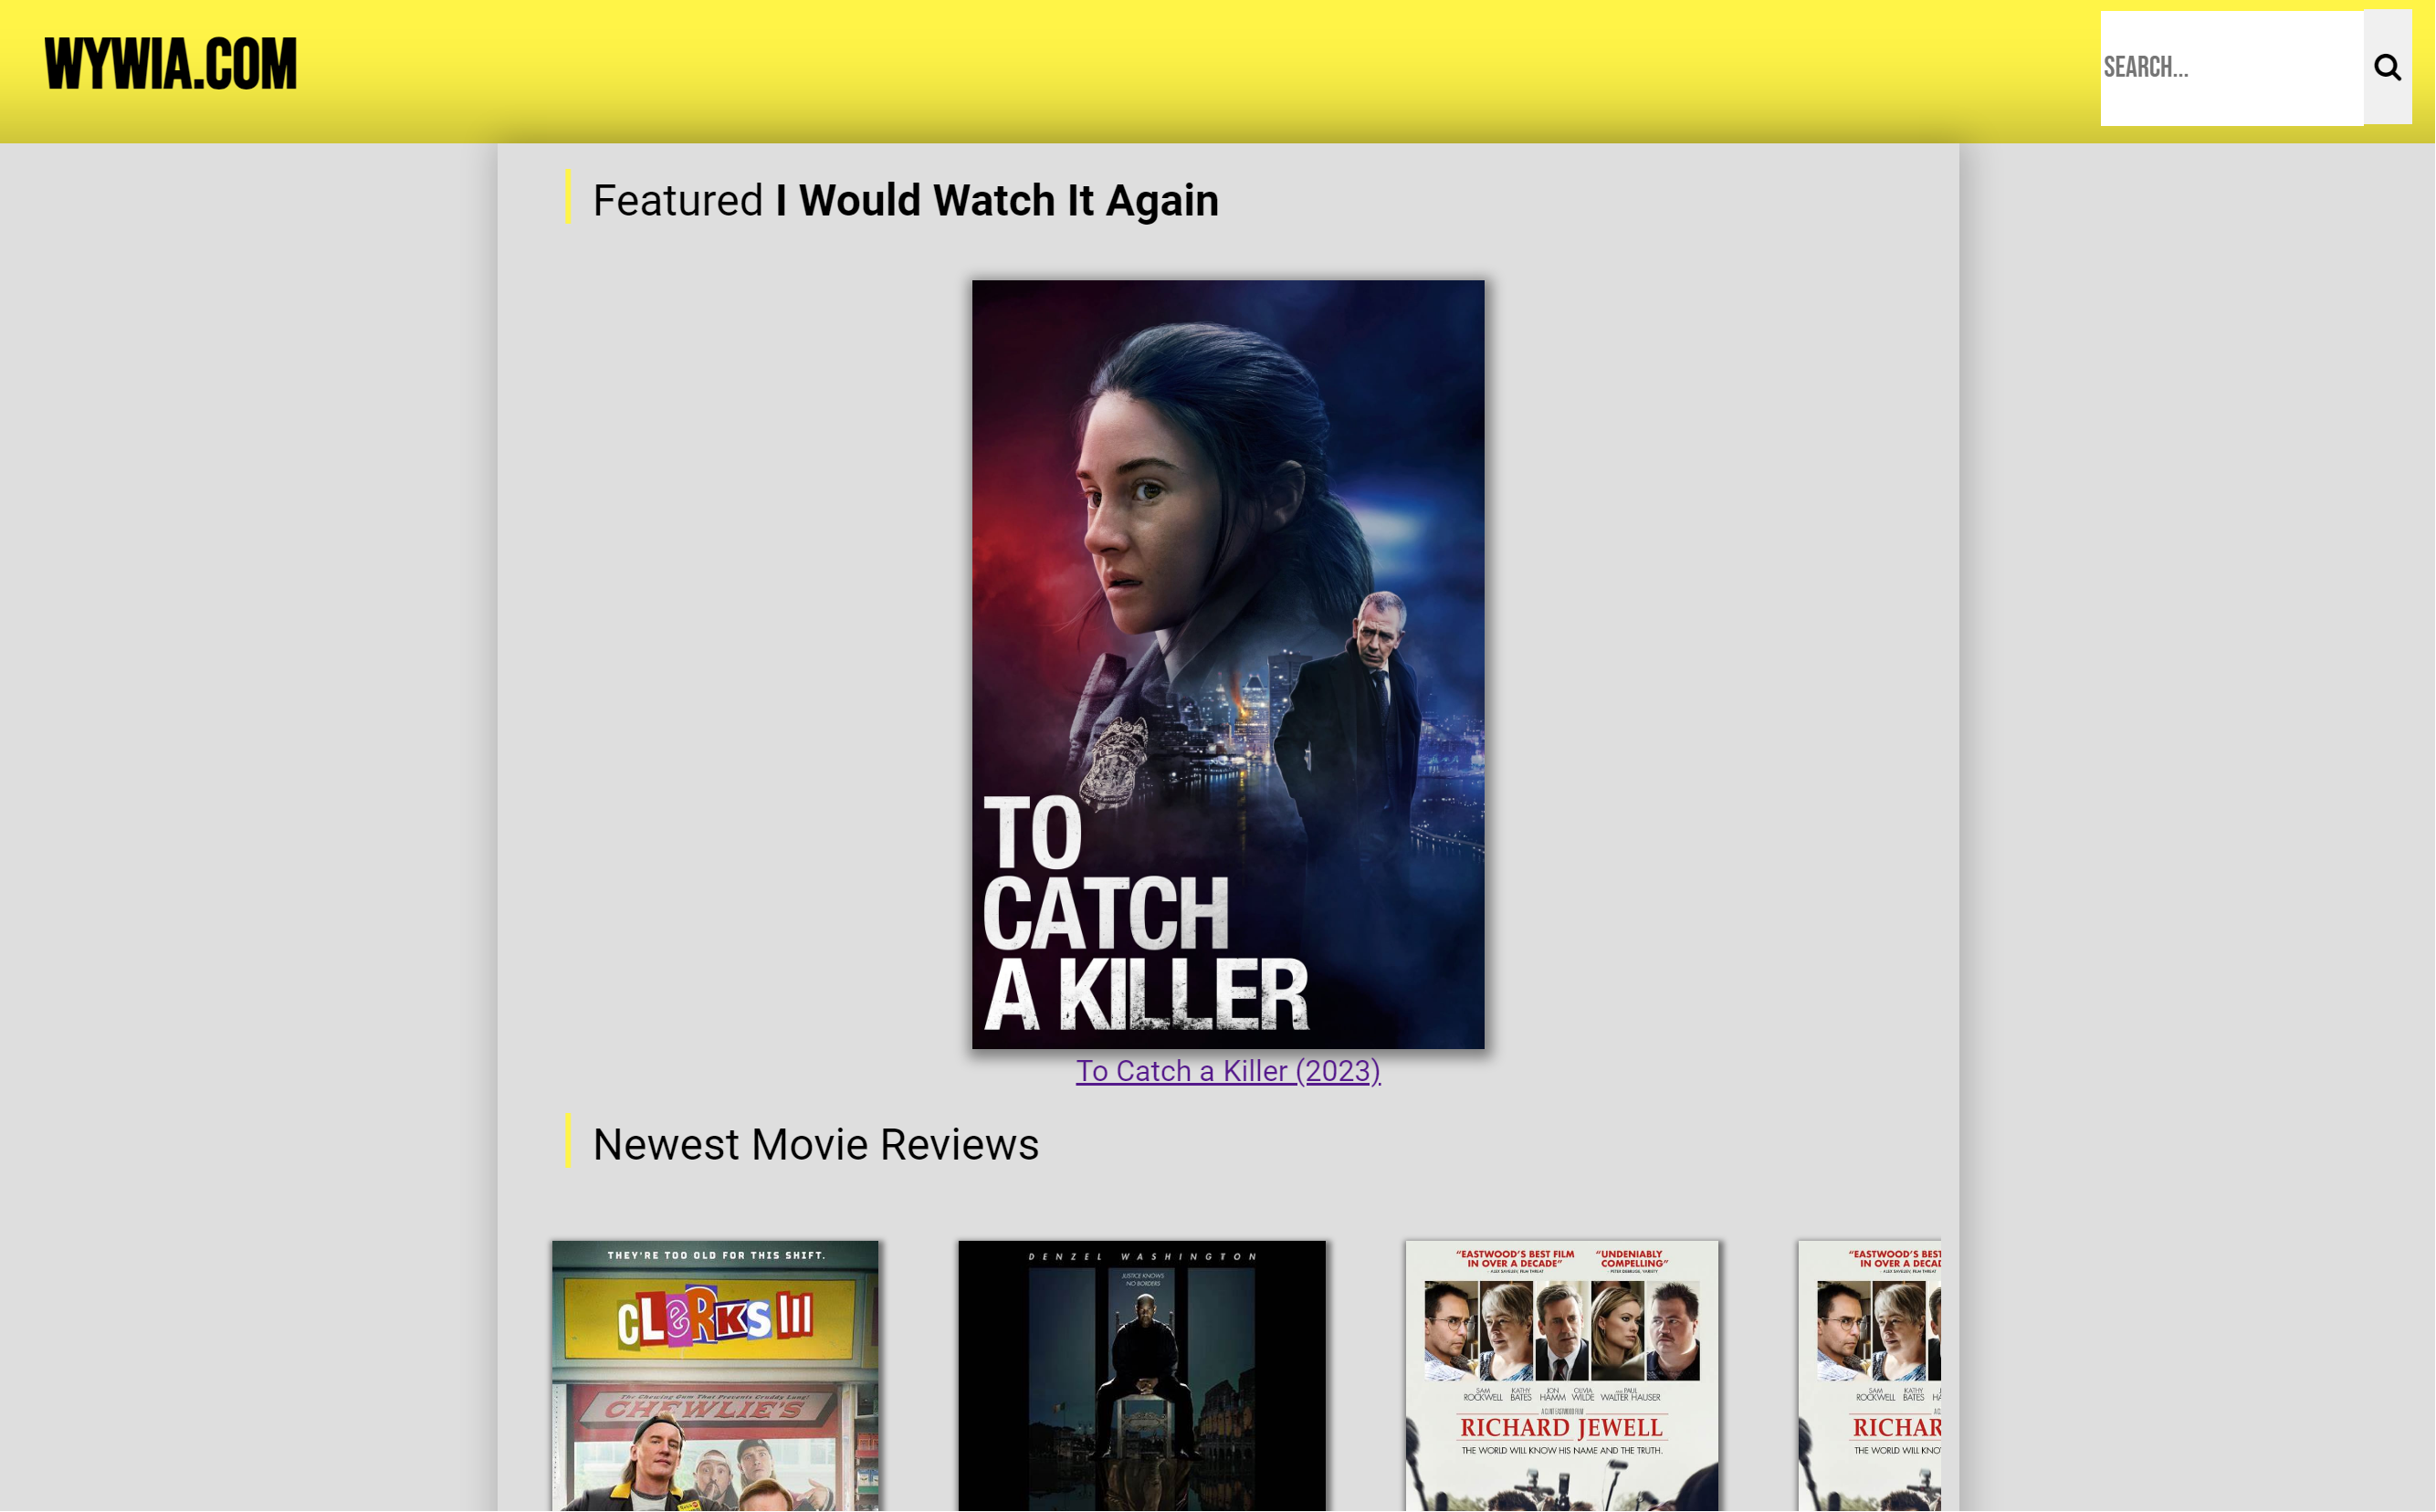 WYWIA.COM
SEARCH...
Featured I Would Watch It Again
TO
CATCH
A KILLER
To Catch a Killer (2023)
Newest Movie Reviews
THEY'RE TOO OLD FOR THIS SHIFT.
CLERKS III
The Chewing Gum That Prevents Cruddy Lung!
CHEWLIE'S
DENZEL WASHINGTON
JUSTICE KNOWS
NO BORDERS
"EASTWOOD'S BEST FILM
IN OVER A DECADE"
"UNDENIABLY
COMPELLING"
SAM
ROCKWELL
KATHY
BATES
JON
HAMM
OLIVIA
WILDE
AND PAUL
WALTER HAUSER
A CLINT EASTWOOD FILM
RICHARD JEWELL
THE WORLD WILL KNOW HIS NAME AND THE TRUTH.
"EASTWOOD'S BEST
IN OVER A DECAD
SAM
ROCKWELL
KATHY
BATES
RICHAR
THE WORLD WILL KNO